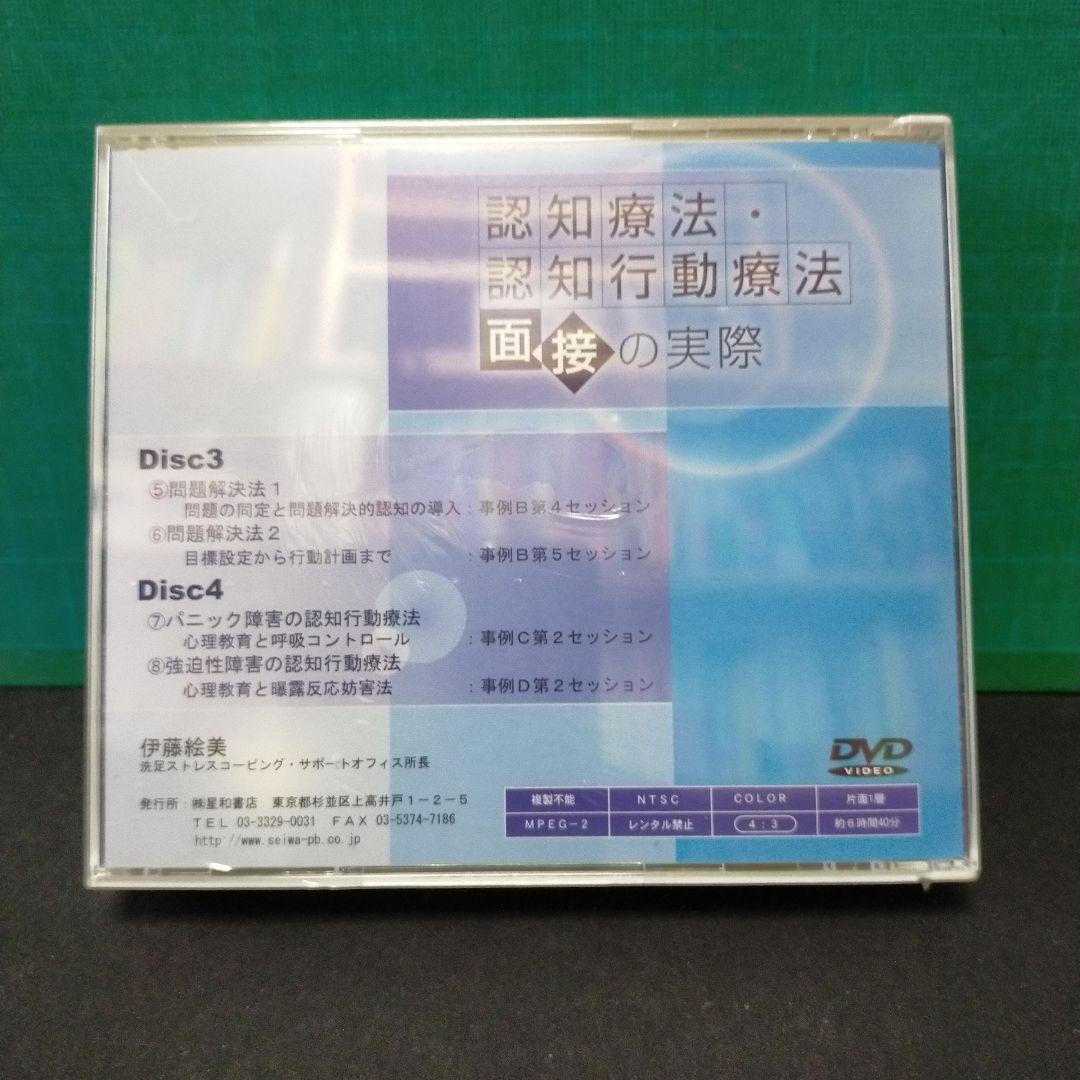 認知療法・
認知行動療法
面接の実際
Disc3
⑤問題解決法1
問題の同定と問題解決的認知の導入：事例B第4セッション
⑥問題解決法2
目標設定から行動計画まで ：事例B第5セッション
Disc4
⑦パニック障害の認知行動療法
心理教育と呼吸コントロール ：事例C第2セッション
⑧強迫性障害の認知行動療法
心理教育と曝露反応妨害法 ：事例D第2セッション
伊藤絵美
洗足ストレスコーピング・サポートオフィス所長
発行所：㈱星和書店 東京都杉並区上高井戸1-2-5
TEL 03-3329-0031 FAX 03-5374-7186
http://www.seiwa-pb.co.jp
DVD
VIDEO
複製不能 NTSC COLOR 片面1層
MPEG-2 レンタル禁止 4:3 約6時間40分